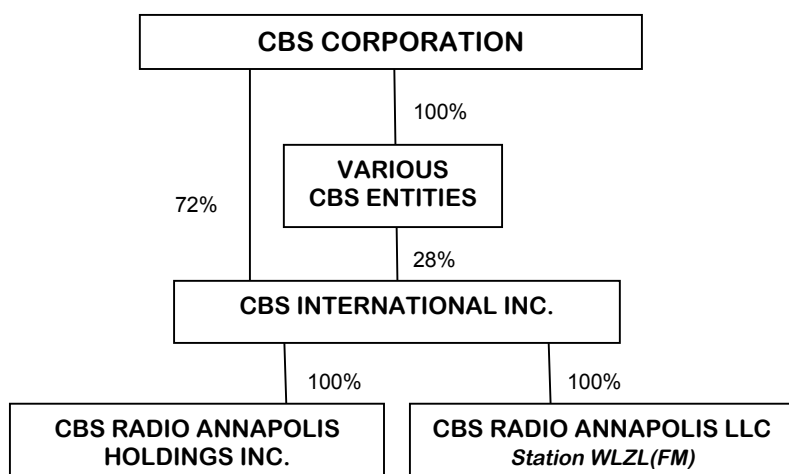 CBS CORPORATION
100%
VARIOUS
CBS ENTITIES
72%
28%
CBS INTERNATIONAL INC.
100%
100%
CBS RADIO ANNAPOLIS
HOLDINGS INC.
CBS RADIO ANNAPOLIS LLC
Station WLZL(FM)